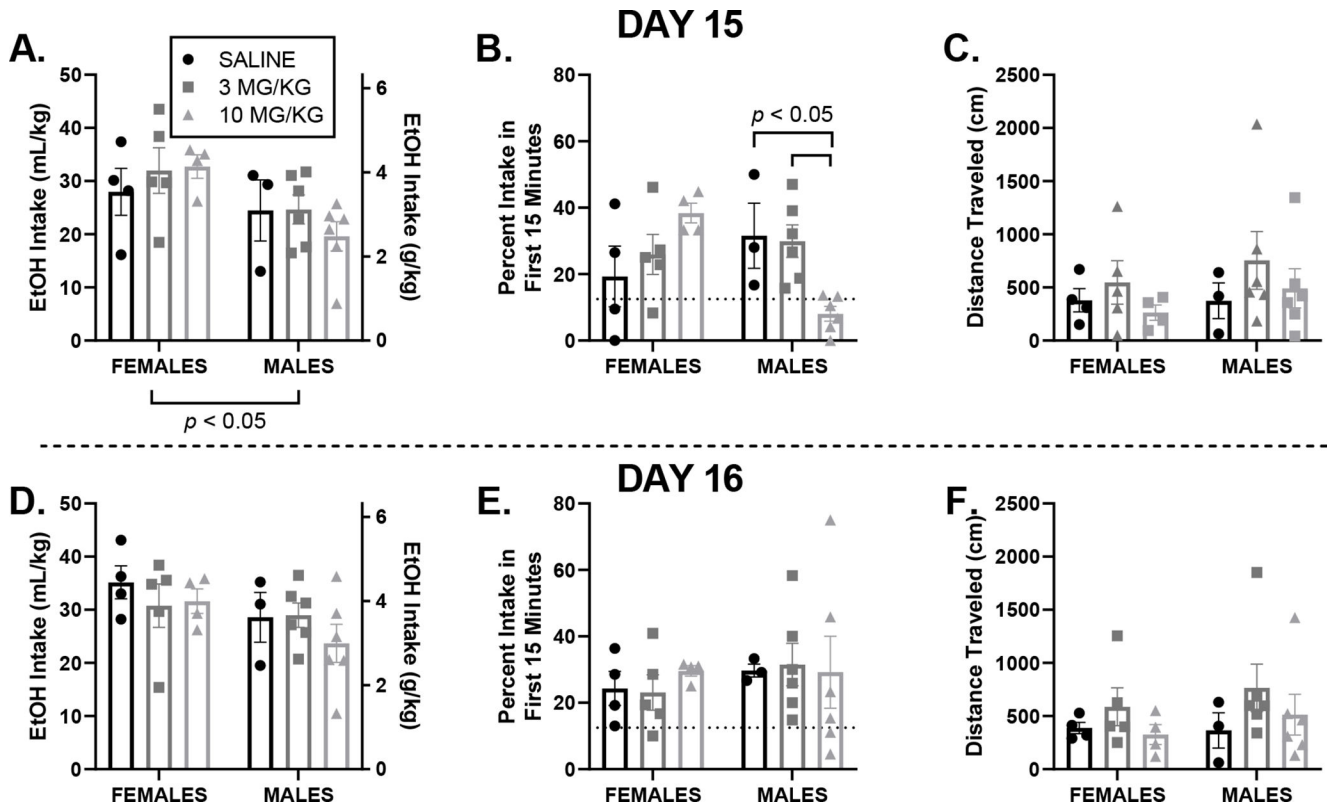 DAY 15
A.
SALINE
3 MG/KG
10 MG/KG
EtOH Intake (mL/kg)
50
40
30
20
10
0
6
4
2
0
EtOH Intake (g/kg)
FEMALES
MALES
p < 0.05
B.
Percent Intake in
First 15 Minutes
80
60
40
20
0
p < 0.05
FEMALES
MALES
C.
Distance Traveled (cm)
2500
2000
1500
1000
500
0
FEMALES
MALES
DAY 16
D.
EtOH Intake (mL/kg)
50
40
30
20
10
0
6
4
2
0
EtOH Intake (g/kg)
FEMALES
MALES
E.
Percent Intake in
First 15 Minutes
80
60
40
20
0
FEMALES
MALES
F.
Distance Traveled (cm)
2500
2000
1500
1000
500
0
FEMALES
MALES